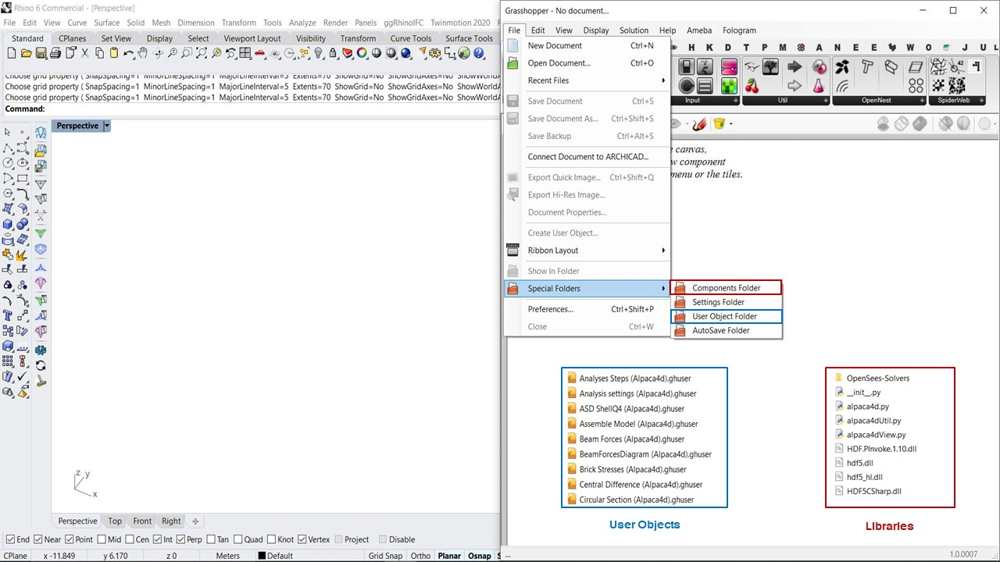 Rhino 6 Commercial - [Perspective]
File Edit View Curve Surface Solid Mesh Dimension Transform Tools Analyze Render Panels ggRhinoIFC Twinmotion 2020
Standard CPlanes Set View Display Select Viewport Layout Visibility Transform Curve Tools Surface Tools
Choose grid property ( SnapSpacing=1 MinorLineSpacing=1 MajorLineInterval=5 Extents=70 ShowGrid=No ShowGridAxes=No ShowWorldA
Choose grid property ( SnapSpacing=1 MinorLineSpacing=1 MajorLineInterval=5 Extents=70 ShowGrid=No ShowGridAxes=No ShowWorldA
Choose grid property ( SnapSpacing=1 MinorLineSpacing=1 MajorLineInterval=5 Extents=70 ShowGrid=No ShowGridAxes=No ShowWorldA
Command:
Perspective
z y
x
Perspective Top Front Right
End Near Point Mid Cen Int Perp Tan Quad Knot Vertex Project Disable
CPlane x -11.849 y 6.170 z 0 Meters Default Grid Snap Ortho Planar Osnap
Grasshopper - No document...
File Edit View Display Solution Help Ameba Fologram
H K D T P M A N E E W O J U L
Input Util OpenNest SpiderWeb
e canvas,
w component
menu or the tiles.
New Document Ctrl+N
Open Document... Ctrl+O
Recent Files
Save Document Ctrl+S
Save Document As... Ctrl+Shift+S
Save Backup Ctrl+Alt+S
Connect Document to ARCHICAD...
Export Quick Image... Ctrl+Shift+Q
Export Hi-Res Image...
Document Properties...
Create User Object...
Ribbon Layout
Show In Folder
Special Folders
Preferences... Ctrl+Shift+P
Close Ctrl+W
Components Folder
Settings Folder
User Object Folder
AutoSave Folder
Analyses Steps (Alpaca4d).ghuser
Analysis settings (Alpaca4d).ghuser
ASD ShellQ4 (Alpaca4d).ghuser
Assemble Model (Alpaca4d).ghuser
Beam Forces (Alpaca4d).ghuser
BeamForcesDiagram (Alpaca4d).ghuser
Brick Stresses (Alpaca4d).ghuser
Central Difference (Alpaca4d).ghuser
Circular Section (Alpaca4d).ghuser
User Objects
OpenSees-Solvers
__init__.py
alpaca4d.py
alpaca4dUtil.py
alpaca4dView.py
HDF.PInvoke.1.10.dll
hdf5.dll
hdf5_hl.dll
HDF5CSharp.dll
Libraries
...
1.0.0007